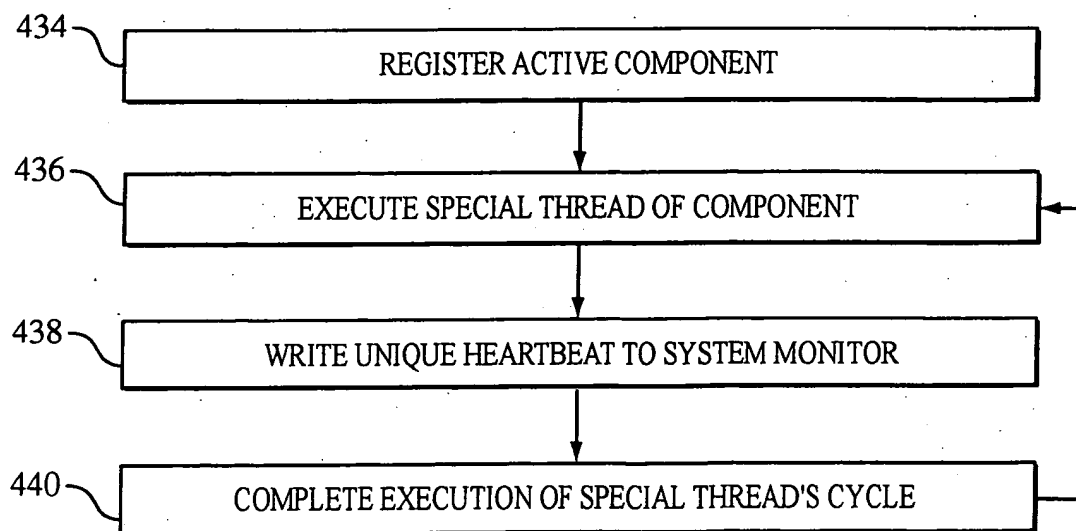 434
REGISTER ACTIVE COMPONENT
436
EXECUTE SPECIAL THREAD OF COMPONENT
438
WRITE UNIQUE HEARTBEAT TO SYSTEM MONITOR
440
COMPLETE EXECUTION OF SPECIAL THREAD'S CYCLE